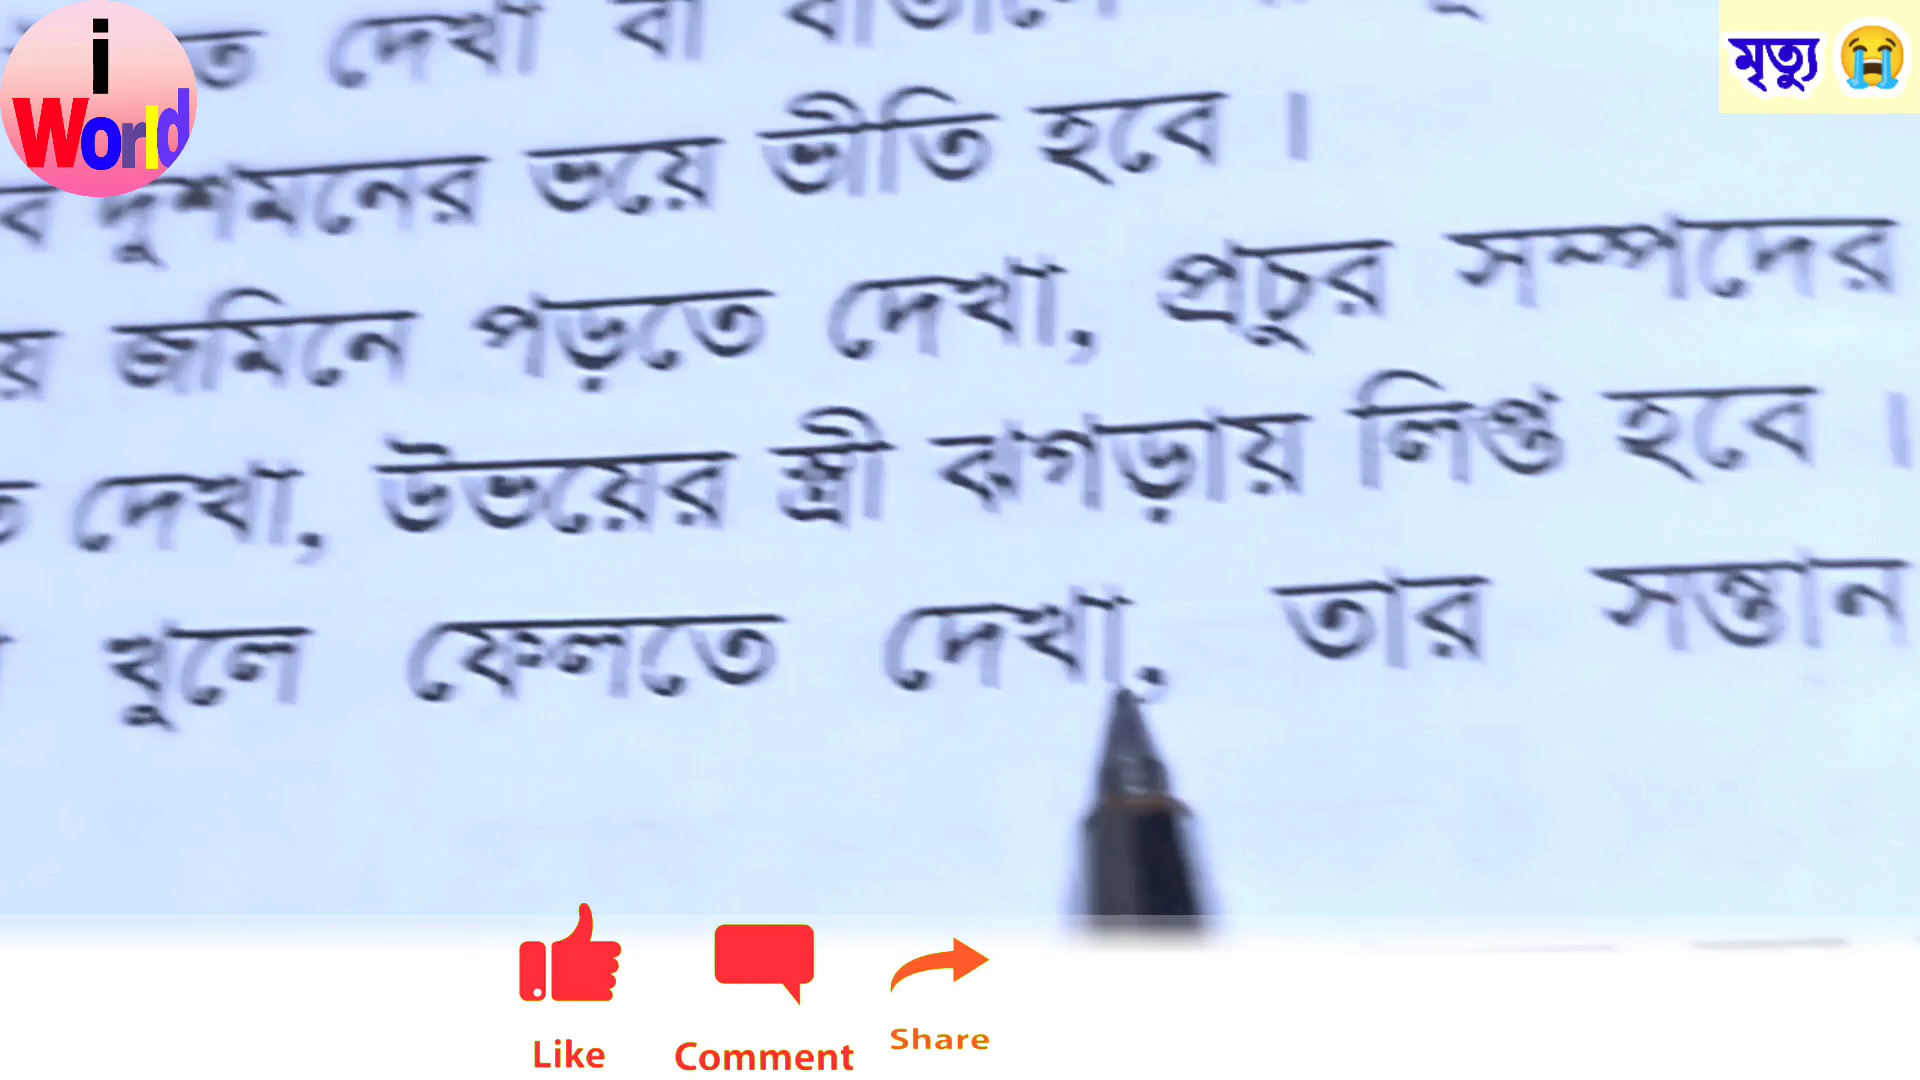 i
World
মৃত্যু 😭
দেখা বা
দুশমনের ভয়ে ভীতি হবে ।
জমিনে পড়তে দেখা, প্রচুর সম্পদের
দেখা, উভয়ের স্ত্রী ঝগড়ায় লিপ্ত হবে ।
খুলে ফেলতে দেখা, তার সন্তান
Like
Comment
Share